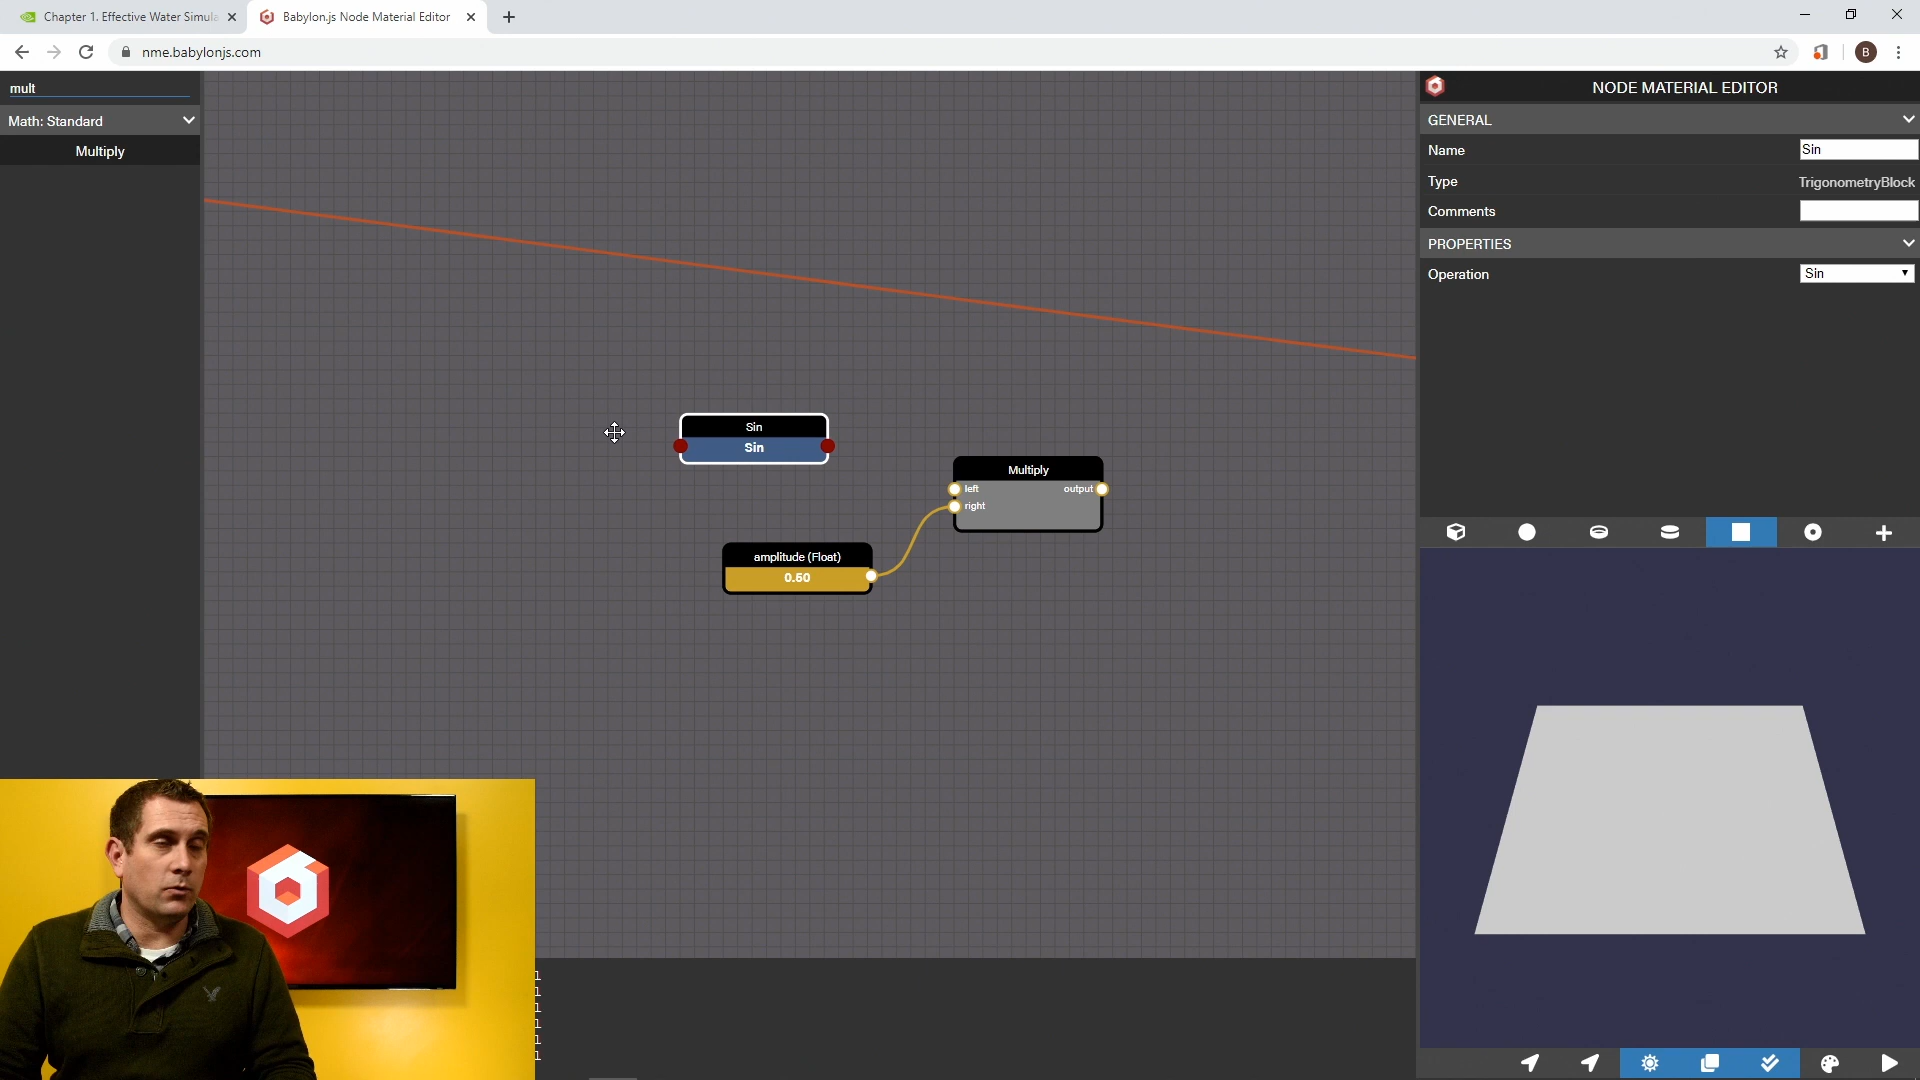 Chapter 1. Effective Water Simula
Babylon.js Node Material Editor
nme.babylonjs.com
B
mult
Math: Standard
Multiply
Sin
Sin
Multiply
left
output
right
amplitude (Float)
0.50
NODE MATERIAL EDITOR
GENERAL
Name
Sin
Type
TrigonometryBlock
Comments
PROPERTIES
Operation
Sin
l
l
l
l
l
l